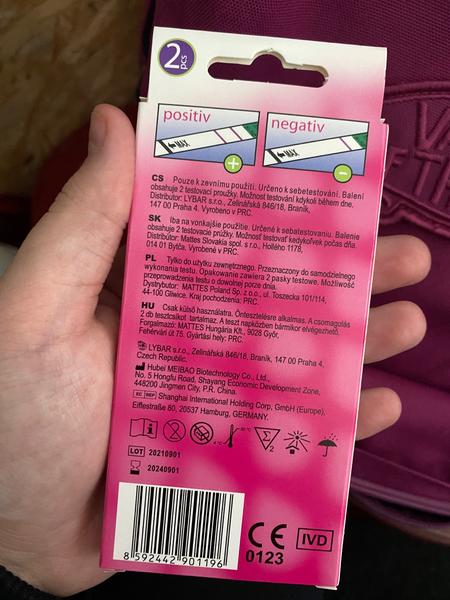 2
pcs
positiv
negativ
MAX
MAX
+
-
CS Pouze k zevnímu použití. Určeno k sebetestování. Balení
obsahuje 2 testovací proužky. Možnost testování kdykoli během dne.
Distributor: LYBAR s.r.o., Zelinářská 846/18, Braník,
147 00 Praha 4. Vyrobeno v PRC.
SK Iba na vonkajšie použitie. Určené k sebatestovaniu. Balenie
obsahuje 2 testovacie prúžky. Možnosť testovať kedykoľvek počas dňa.
Distributor: Mattes Slovakia spol. s r.o., Hollého 1178,
014 01 Bytča. Vyrobené v PRC.
PL Tylko do użytku zewnętrznego. Przeznaczony do samodzielnego
wykonania testu. Opakowanie zawiera 2 paski testowe. Możliwość
przeprowadzenia testu o dowolnej porze dnia.
Dystrybutor: MATTES Poland Sp. z o.o., ul. Toszecka 101/114,
44-100 Gliwice. Kraj pochodzenia: PRC.
HU Csak külső használatra. Öntesztelésre alkalmas. A csomagolás
2 db tesztcsíkot tartalmaz. A teszt napközben bármikor elvégezhető.
Forgalmazó: MATTES Hungária Kft., 9028 Győr,
Fehérvári út 75. Gyártási hely: PRC.
LYBAR s.r.o., Zelinářská 846/18, Braník, 147 00 Praha 4,
Czech Republic.
Hubei MEIBAO Biotechnology Co., Ltd.,
No. 5 Hongfu Road, Shayang Economic Development Zone,
448200 Jingmen City, P.R. China.
EC REP Shanghai International Holding Corp. GmbH (Europe),
Eiffestraße 80, 20537 Hamburg, GERMANY.
i 2 4°C 30°C 2
LOT 20210901
20240901
CE
0123
IVD
8 592442 901196